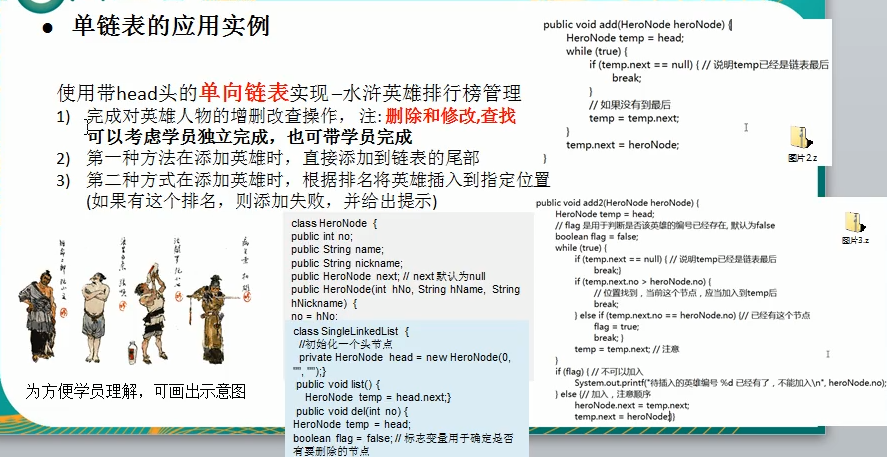 ● 单链表的应用实例
使用带head头的单向链表实现 –水浒英雄排行榜管理
1) 完成对英雄人物的增删改查操作， 注: 删除和修改,查找
可以考虑学员独立完成，也可带学员完成
2) 第一种方法在添加英雄时，直接添加到链表的尾部
3) 第二种方式在添加英雄时，根据排名将英雄插入到指定位置
(如果有这个排名，则添加失败，并给出提示)
为方便学员理解，可画出示意图
class HeroNode {
public int no;
public String name;
public String nickname;
public HeroNode next; // next 默认为null
public HeroNode(int hNo, String hName, String
hNickname) {
no = hNo;
class SingleLinkedList {
//初始化一个头节点
private HeroNode head = new HeroNode(0,
"", "");}
public void list() {
HeroNode temp = head.next;}
public void del(int no) {
HeroNode temp = head;
boolean flag = false; // 标志变量用于确定是否
有要删除的节点
public void add(HeroNode heroNode) {
HeroNode temp = head;
while (true) {
if (temp.next == null) { // 说明temp已经是链表最后
break;
}
// 如果没有到最后
temp = temp.next;
}
temp.next = heroNode;
}
图片2.z
public void add2(HeroNode heroNode) {
HeroNode temp = head;
// flag 是用于判断是否该英雄的编号已经存在, 默认为false
boolean flag = false;
while (true) {
if (temp.next == null) { // 说明temp已经是链表最后
break;}
if (temp.next.no > heroNode.no) {
// 位置找到，当前这个节点，应当加入到temp后
break;
} else if (temp.next.no == heroNode.no) {// 已经有这个节点
flag = true;
break; }
temp = temp.next; // 注意
}
if (flag) { // 不可以加入
System.out.printf("待插入的英雄编号 %d 已经有了，不能加入\n", heroNode.no);
} else {// 加入，注意顺序
heroNode.next = temp.next;
temp.next = heroNode;}}
图片3.z